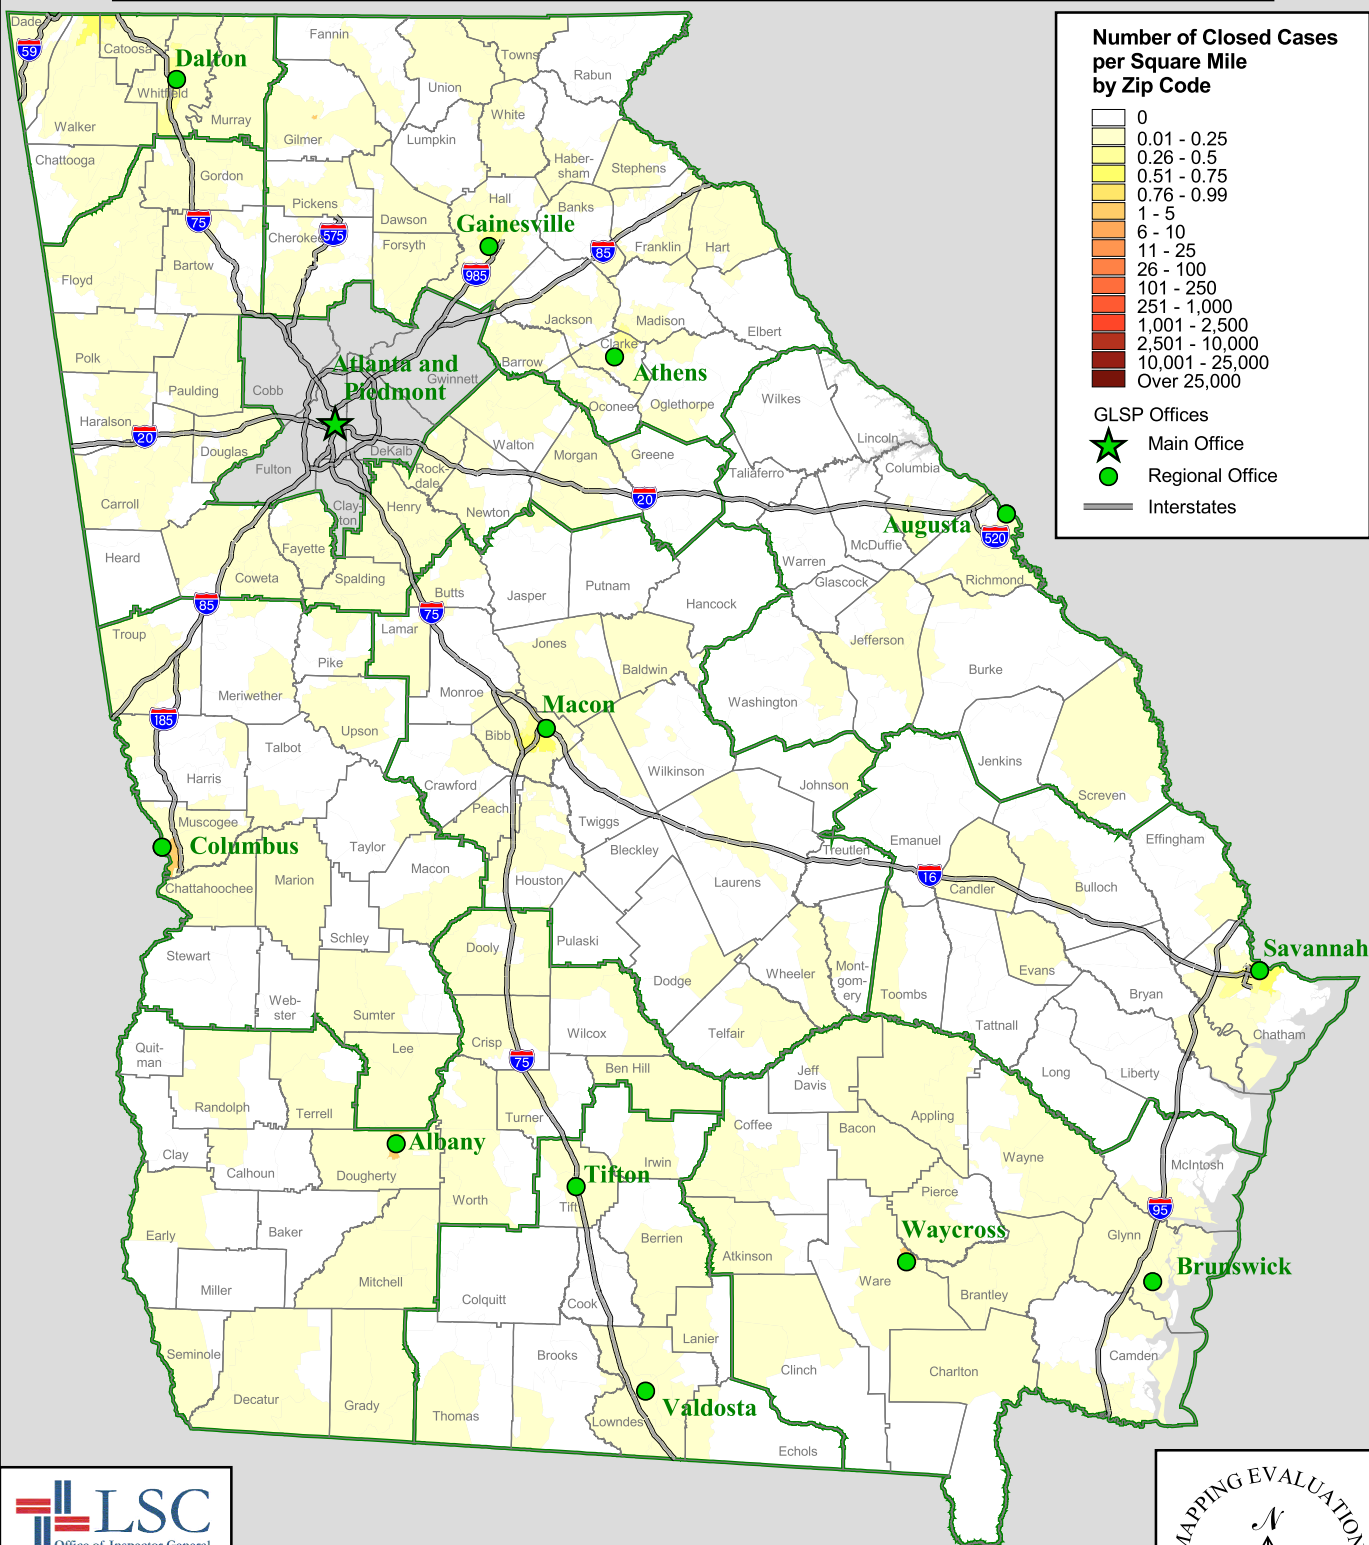 Number of Closed Cases
per Square Mile
by Zip Code
0
0.01 - 0.25
0.26 - 0.5
0.51 - 0.75
0.76 - 0.99
1 - 5
6 - 10
11 - 25
26 - 100
101 - 250
251 - 1,000
1,001 - 2,500
2,501 - 10,000
10,001 - 25,000
Over 25,000
GLSP Offices
Main Office
Regional Office
Interstates
Dade
59
Catoosa
Dalton
Whitfield
Walker
Murray
Chattooga
Fannin
Gilmer
Union
Towns
Rabun
White
Lumpkin
Haber-
sham
Stephens
Gordon
75
Pickens
Cherokee
575
Dawson
Forsyth
Hall
Gainesville
985
Banks
85
Franklin
Hart
Floyd
Bartow
Jackson
Madison
Elbert
Clarke
Athens
Barrow
Polk
Paulding
Cobb
Atlanta and
Piedmont
Gwinnett
Oconee
Oglethorpe
Wilkes
Lincoln
Haralson
20
Douglas
Fulton
DeKalb
Rock-
dale
Walton
Morgan
Greene
Taliaferro
Columbia
Carroll
Clay-
ton
Henry
Newton
20
Augusta
520
McDuffie
Warren
Richmond
Heard
Fayette
Coweta
Spalding
Butts
Jasper
Putnam
Hancock
Glascock
85
75
Troup
Lamar
Pike
Meriwether
Jones
Baldwin
Jefferson
Burke
Washington
Monroe
Macon
Bibb
185
Upson
Talbot
Harris
Crawford
Peach
Wilkinson
Johnson
Jenkins
Screven
Muscogee
Columbus
Taylor
Macon
Twiggs
Bleckley
Treutlen
Emanuel
Effingham
Chattahoochee
Marion
Houston
Laurens
16
Candler
Bulloch
Schley
Dooly
Pulaski
Stewart
Web-
ster
Sumter
Dodge
Wheeler
Mont-
gom-
ery
Toombs
Evans
Savannah
Bryan
Tattnall
Chatham
Quit-
man
Lee
Crisp
75
Wilcox
Telfair
Ben Hill
Jeff
Davis
Long
Liberty
Randolph
Terrell
Turner
Coffee
Bacon
Appling
Clay
Calhoun
Albany
Dougherty
Worth
Tifton
Tift
Irwin
Wayne
McIntosh
Pierce
95
Early
Baker
Berrien
Atkinson
Waycross
Ware
Glynn
Brunswick
Miller
Mitchell
Colquitt
Cook
Brantley
Seminole
Brooks
Lanier
Clinch
Charlton
Camden
Decatur
Grady
Thomas
Lowndes
Valdosta
Echols
LSC
Office of Inspector General
MAPPING EVALUATION
N